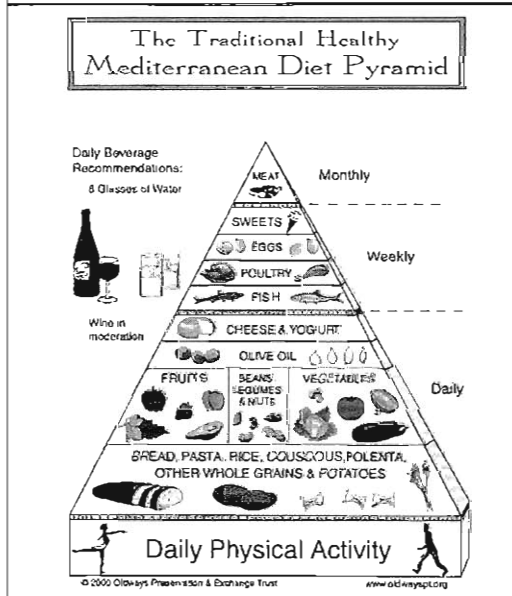 The Traditional Healthy
Mediterranean Diet Pyramid
Daily Beverage
Recommendations:
6 Glasses of Water
Wine in
moderation
MEAT
Monthly
SWEETS
EGGS
POULTRY
FISH
Weekly
CHEESE & YOGURT
OLIVE OIL
FRUITS
BEANS
LEGUMES
& NUTS
VEGETABLES
Daily
BREAD, PASTA, RICE, COUSCOUS, POLENTA,
OTHER WHOLE GRAINS & POTATOES
Daily Physical Activity
© 2000 Oldways Preservation & Exchange Trust
www.oldwayspt.org